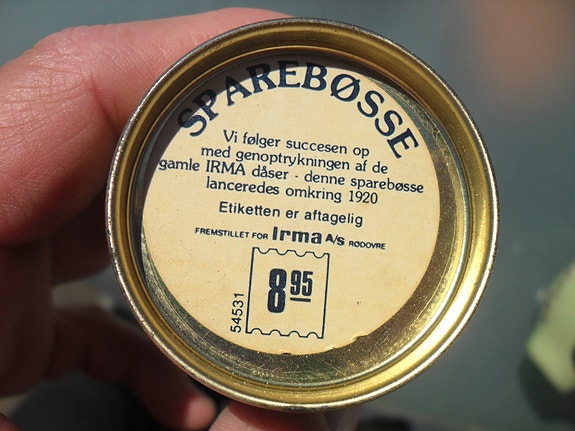 SPAREBØSSE
Vi følger succesen op
med genoptrykningen af de
gamle IRMA dåser - denne sparebøsse
lanceredes omkring 1920
Etiketten er aftagelig
FREMSTILLET FOR Irma A/S RØDOVRE
8 95
54531